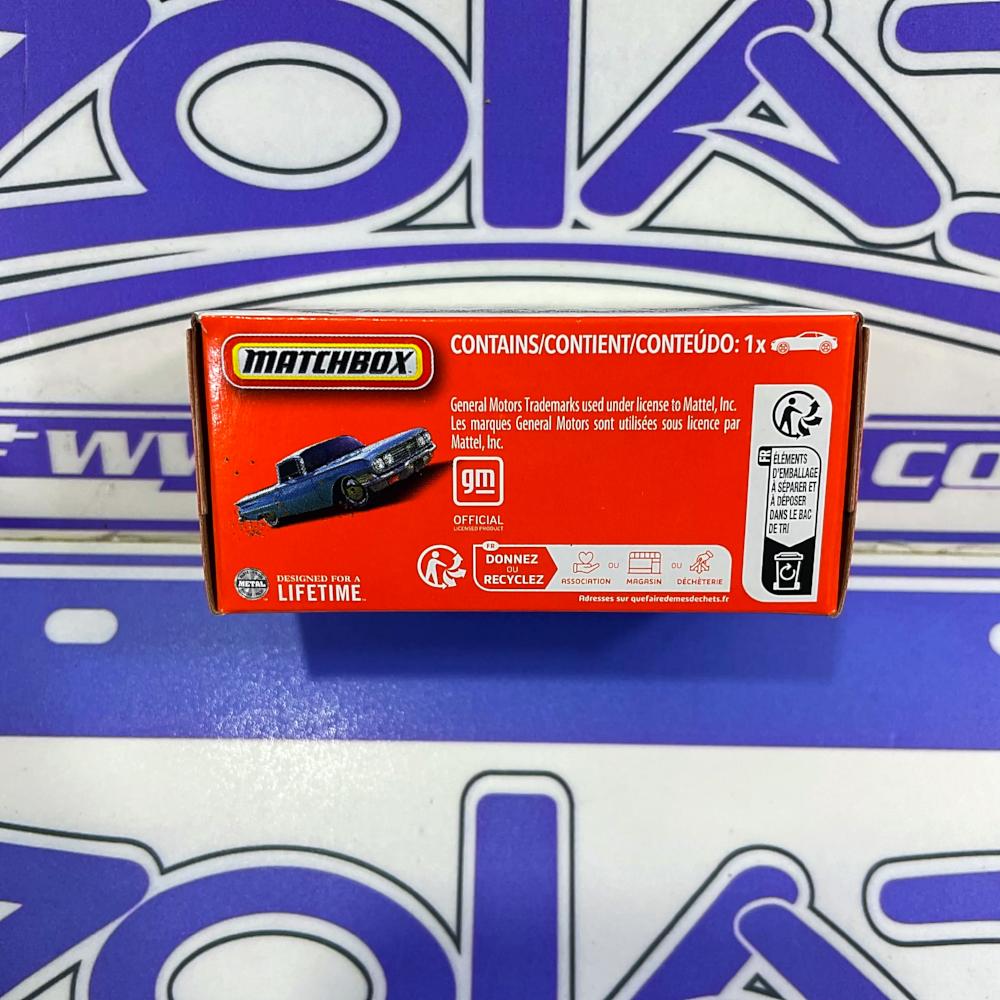 MATCHBOX
CONTAINS/CONTIENT/CONTEÚDO: 1x
General Motors Trademarks used under license to Mattel, Inc.
Les marques General Motors sont utilisées sous licence par
Mattel, Inc.
gm
OFFICIAL
LICENSED PRODUCT
METAL
DESIGNED FOR A
LIFETIME™
FR
DONNEZ
OU
RECYCLEZ
ASSOCIATION
OU
MAGASIN
OU
DÉCHÈTERIE
Adresses sur quefairedemesdechets.fr
FR
ÉLÉMENTS
D'EMBALLAGE
À SÉPARER ET
À DÉPOSER
DANS LE BAC
DE TRI